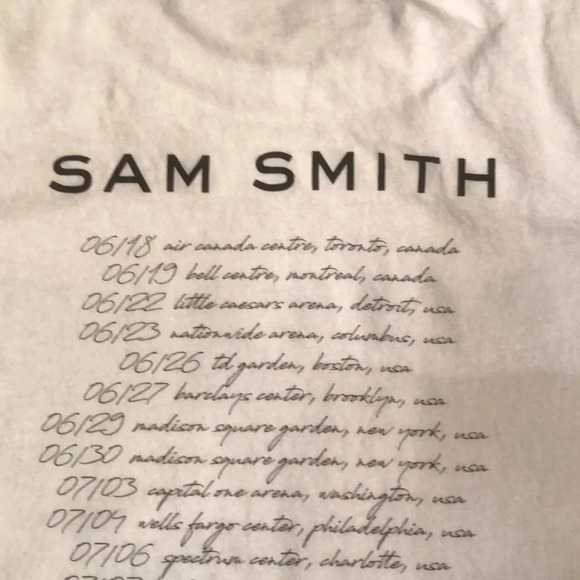 SAM SMITH
06/18 air canada centre, toronto, canada
06/19 bell centre, montreal, canada
06/22 little caesars arena, detroit, usa
06/23 nationwide arena, columbus, usa
06/26 td garden, boston, usa
06/27 barclays center, brooklyn, usa
06/29 madison square garden, new york, usa
06/30 madison square garden, new york, usa
07/03 capital one arena, washington, usa
07/04 wells fargo center, philadelphia, usa
07/06 spectrum center, charlotte, usa